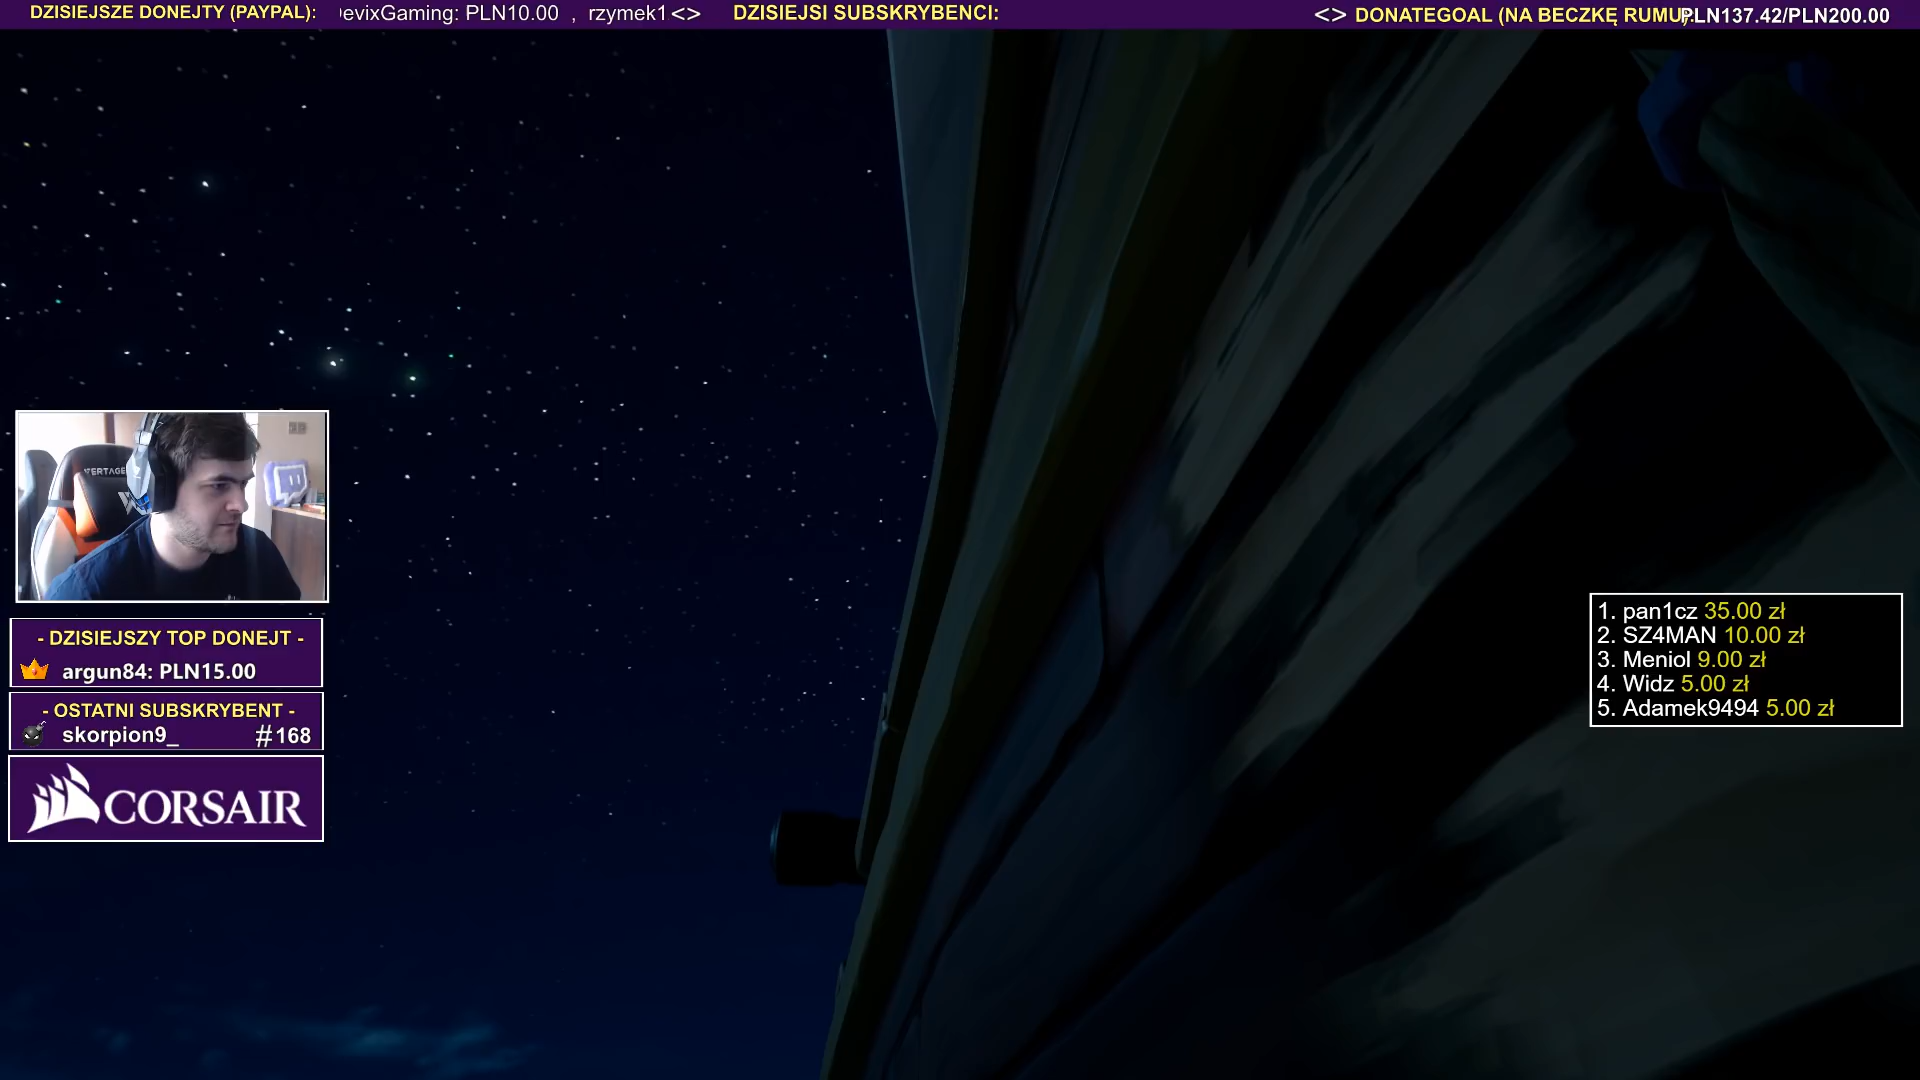 DZISIEJSZE DONEJTY (PAYPAL): evixGaming: PLN10.00 , rzymek1<> DZISIEJSI SUBSKRYBENCI: <> DONATEGOAL (NA BECZKĘ RUMU): PLN137.42/PLN200.00
VERTAGE
- DZISIEJSZY TOP DONEJT -
argun84: PLN15.00
- OSTATNI SUBSKRYBENT -
skorpion9_ #168
CORSAIR
1. pan1cz 35.00 zł
2. SZ4MAN 10.00 zł
3. Meniol 9.00 zł
4. Widz 5.00 zł
5. Adamek9494 5.00 zł